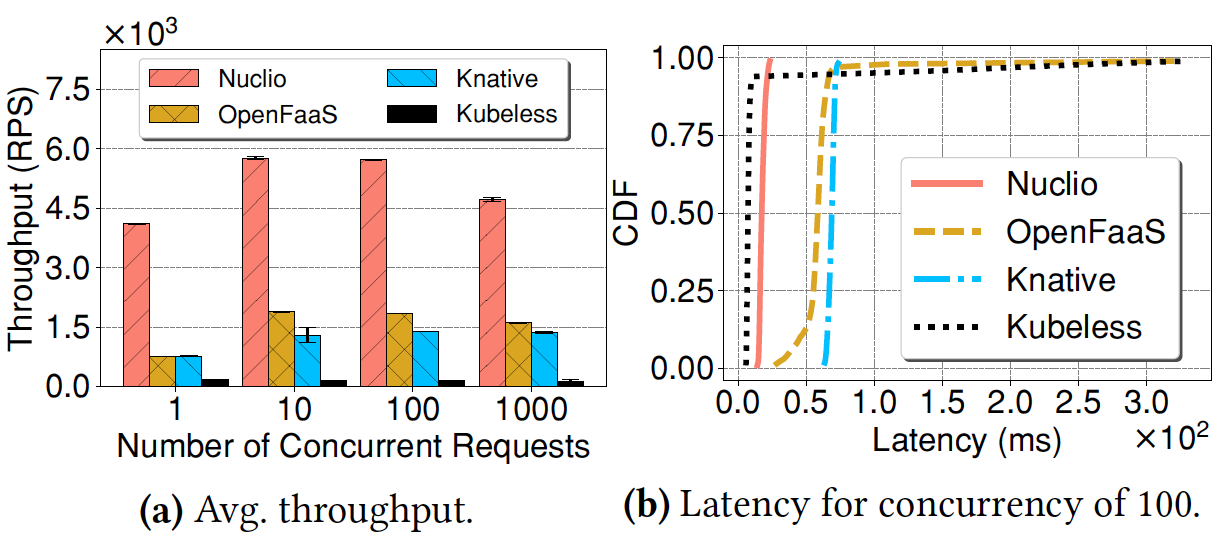 ×10³
Throughput (RPS)
7.5
6.0
4.5
3.0
1.5
0.0
Nuclio
OpenFaaS
Knative
Kubeless
1 10 100 1000
Number of Concurrent Requests
(a) Avg. throughput.
CDF
1.00
0.75
0.50
0.25
0.00
Nuclio
OpenFaaS
Knative
Kubeless
0.0 0.5 1.0 1.5 2.0 2.5 3.0
Latency (ms)
×10²
(b) Latency for concurrency of 100.